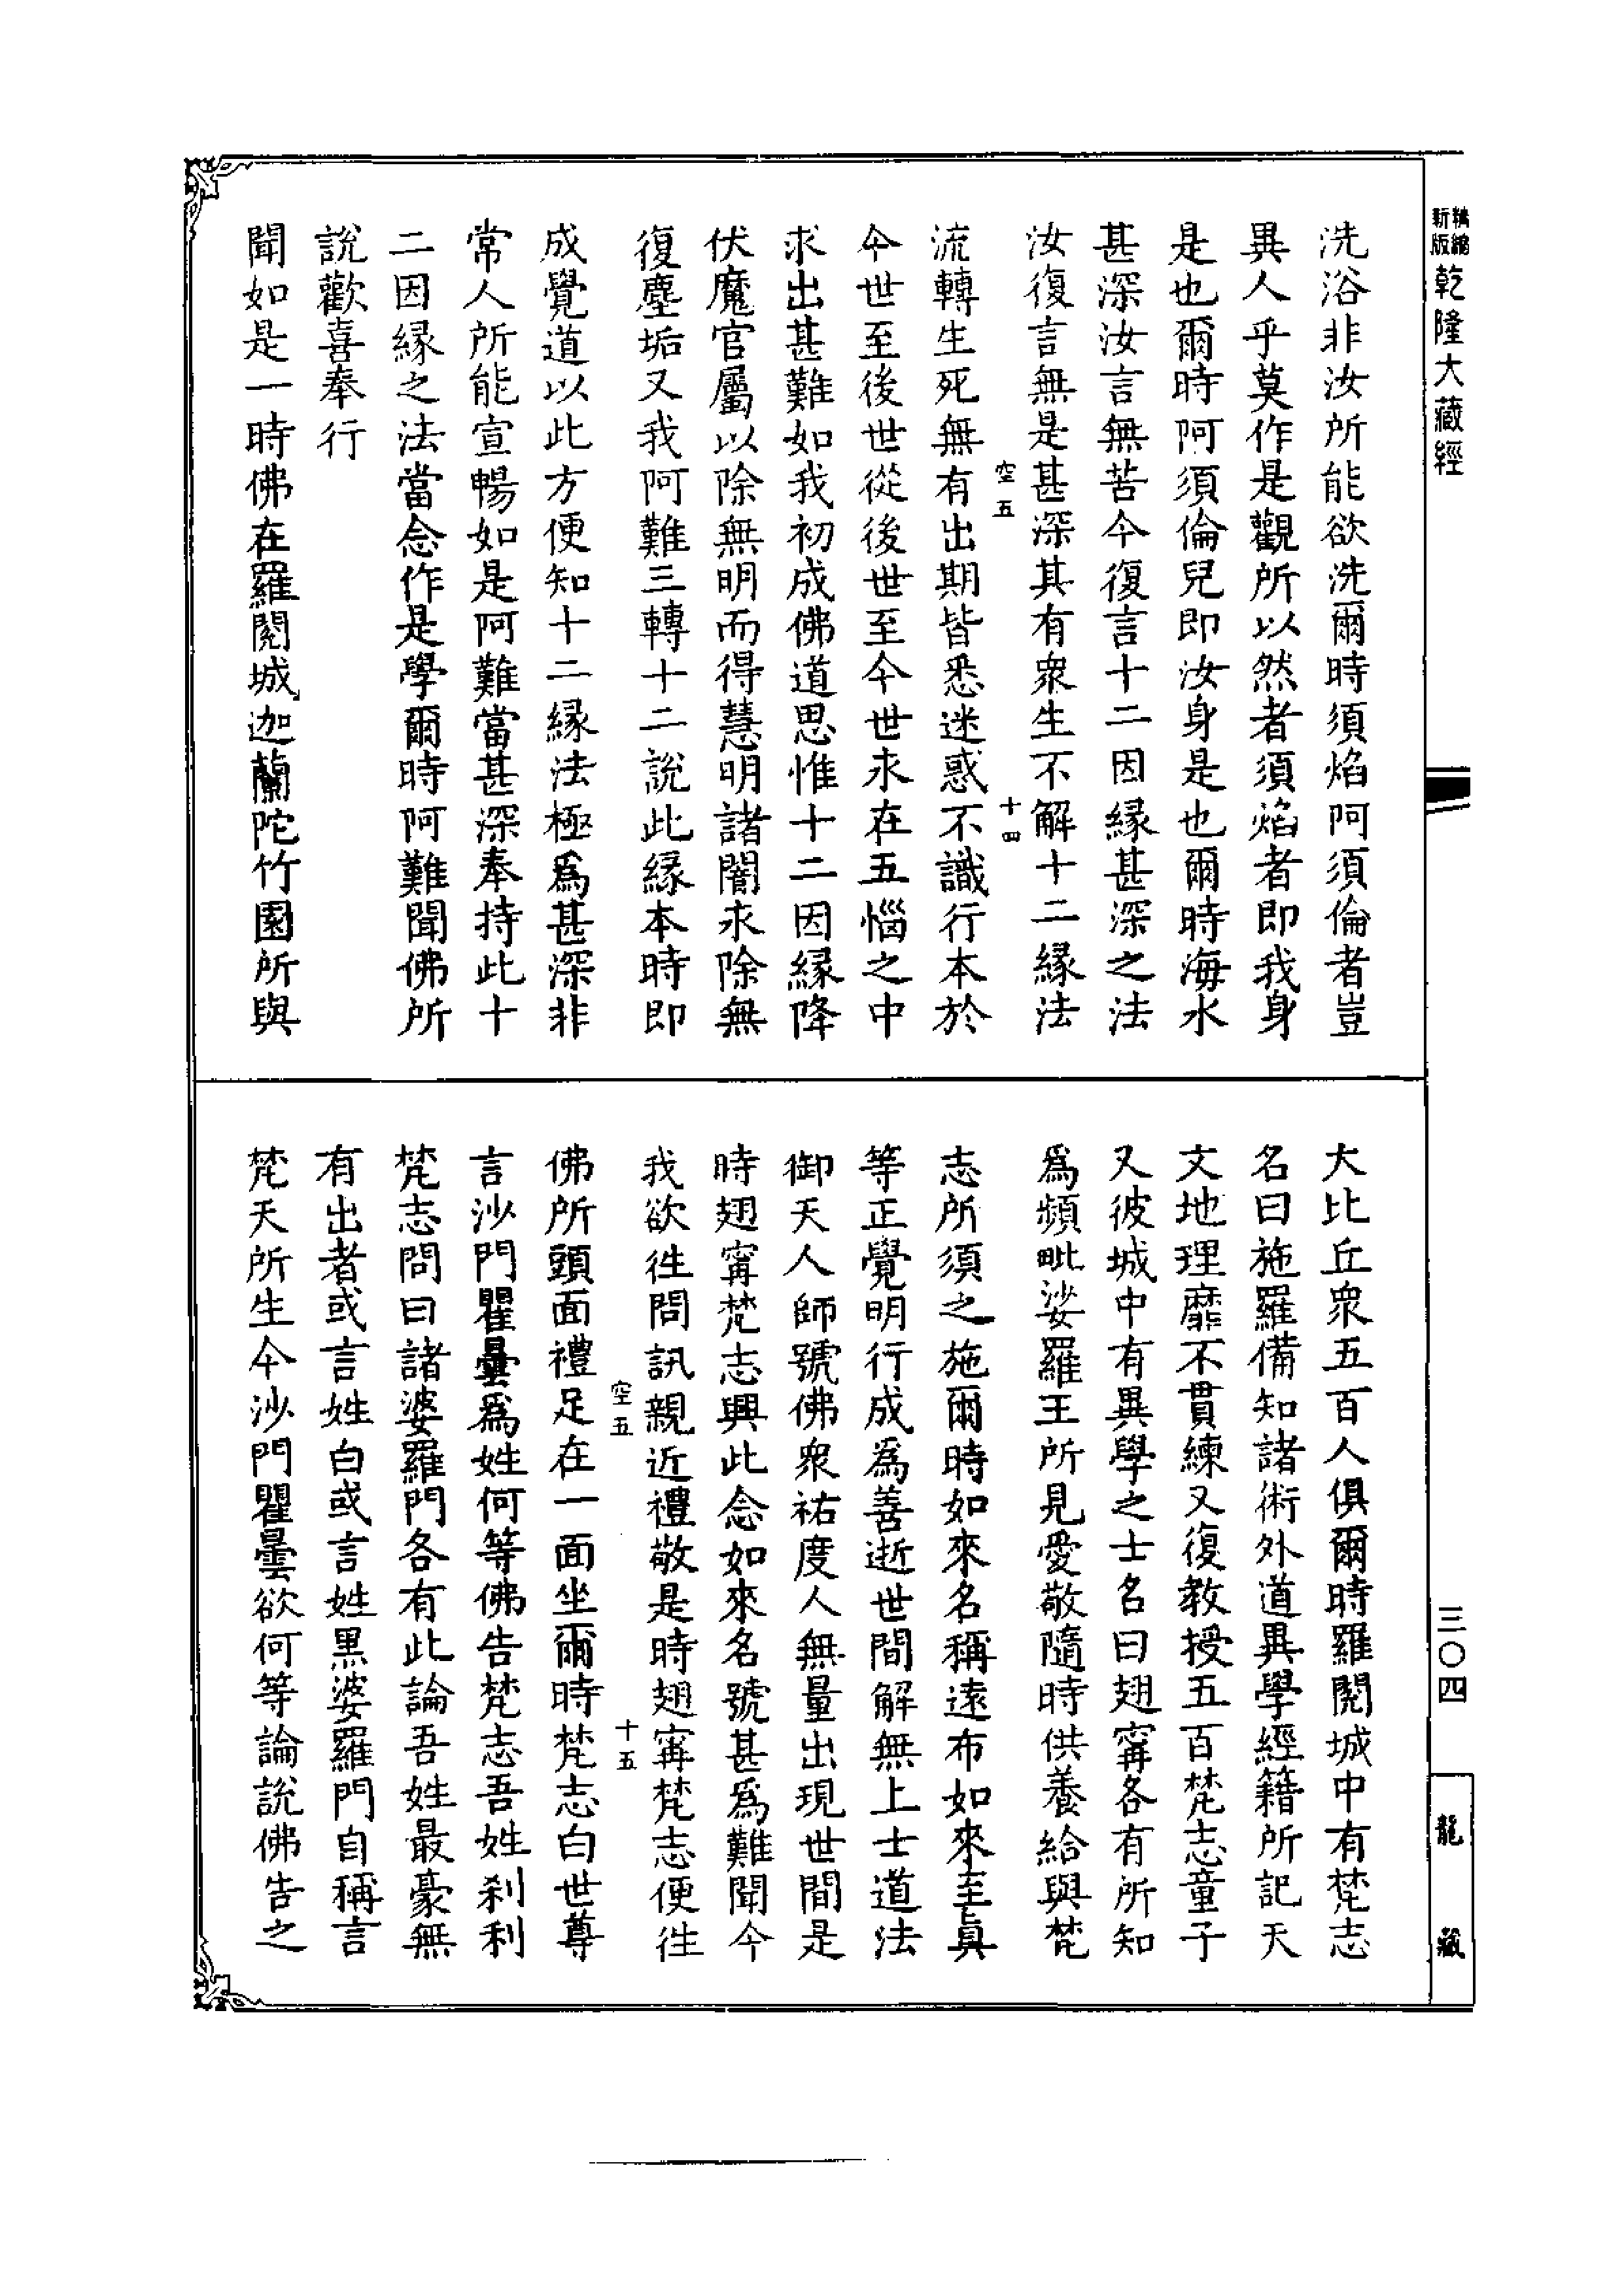 新版
精縮
乾隆大藏經
三〇四
龍藏
洗浴非汝所能欲洗爾時須焰阿須倫者豈
異人乎莫作是觀所以然者須焰者即我身
是也爾時阿須倫兒即汝身是也爾時海水
甚深汝言無苦今復言十二因緣甚深之法
汝復言無是甚深其有眾生不解十二緣法
空五 十四
流轉生死無有出期皆悉迷惑不識行本於
今世至後世從後世至今世永在五惱之中
求出甚難如我初成佛道思惟十二因緣降
伏魔官屬以除無明而得慧明諸闇永除無
復塵垢又我阿難三轉十二說此緣本時即
成覺道以此方便知十二緣法極為甚深非
常人所能宣暢如是阿難當甚深奉持此十
二因緣之法當念作是學爾時阿難聞佛所
說歡喜奉行
聞如是一時佛在羅閱城迦蘭陀竹園所與
大比丘眾五百人俱爾時羅閱城中有梵志
名曰施羅備知諸術外道異學經籍所記天
文地理靡不貫練又復教授五百梵志童子
又彼城中有異學之士名曰翅甯各有所知
為頻毗娑羅王所見愛敬隨時供養給與梵
志所須之施爾時如來名稱遠布如來至真
等正覺明行成為善逝世間解無上士道法
御天人師號佛眾祐度人無量出現世間是
時翅甯梵志興此念如來名號甚為難聞今
我欲往問訊親近禮敬是時翅甯梵志便往
空五 十五
佛所頭面禮足在一面坐爾時梵志白世尊
言沙門瞿曇為姓何等佛告梵志吾姓剎利
梵志問曰諸婆羅門各有此論吾姓最豪無
有出者或言姓白或言姓黑婆羅門自稱言
梵天所生今沙門瞿曇欲何等論說佛告之